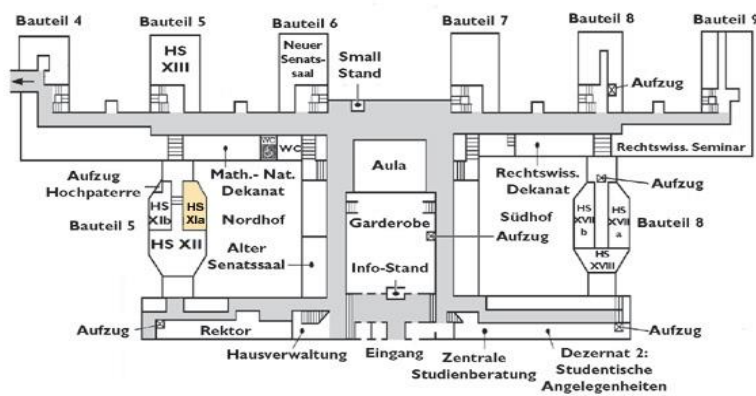 Bauteil 4
Bauteil 5
Bauteil 6
Bauteil 7
Bauteil 8
Bauteil 9
HS
XIII
Neuer
Senats-
saal
Small
Stand
Aufzug
WC
WC
Aufzug
Hochpaterre
Math.- Nat.
Dekanat
Aula
Rechtswiss.
Dekanat
Rechtswiss. Seminar
Aufzug
HS
XIb
HS
XIa
Bauteil 5
HS XII
Nordhof
Garderobe
Südhof
HS
XVII
b
HS
XVII
a
Bauteil 8
Alter
Senatssaal
Aufzug
Info-Stand
HS
XVIII
Aufzug
Rektor
Hausverwaltung
Eingang
Zentrale
Studienberatung
Dezernat 2:
Studentische
Angelegenheiten
Aufzug